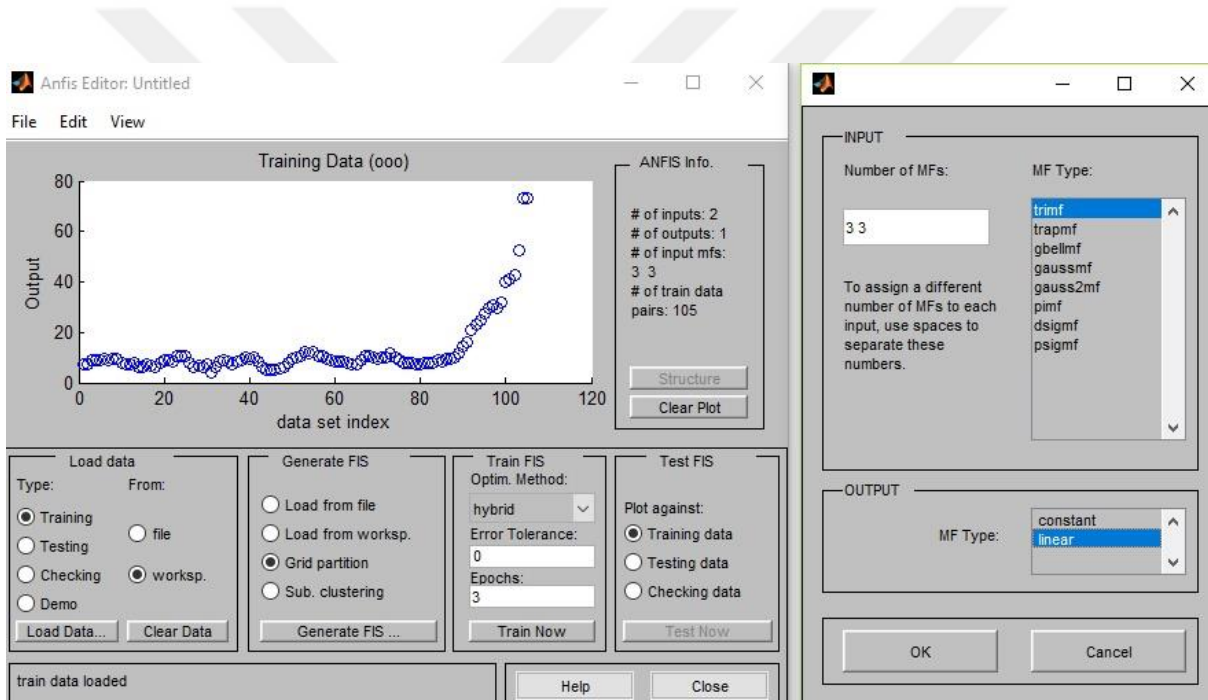 Anfis Editor: Untitled
File Edit View
Training Data (ooo)
Output
80
60
40
20
0
0 20 40 60 80 100 120
data set index
ANFIS Info.
# of inputs: 2
# of outputs: 1
# of input mfs:
3 3
# of train data
pairs: 105
Structure
Clear Plot
Load data
Type: From:
Training
Testing
Checking
Demo
file
worksp.
Load Data... Clear Data
Generate FIS
Load from file
Load from worksp.
Grid partition
Sub. clustering
Generate FIS ...
Train FIS
Optim. Method:
hybrid
Error Tolerance:
0
Epochs:
3
Train Now
Test FIS
Plot against:
Training data
Testing data
Checking data
Test Now
train data loaded
Help Close
INPUT
Number of MFs:
3 3
To assign a different
number of MFs to each
input, use spaces to
separate these
numbers.
MF Type:
trimf
trapmf
gbellmf
gaussmf
gauss2mf
pimf
dsigmf
psigmf
OUTPUT
MF Type:
constant
linear
OK Cancel